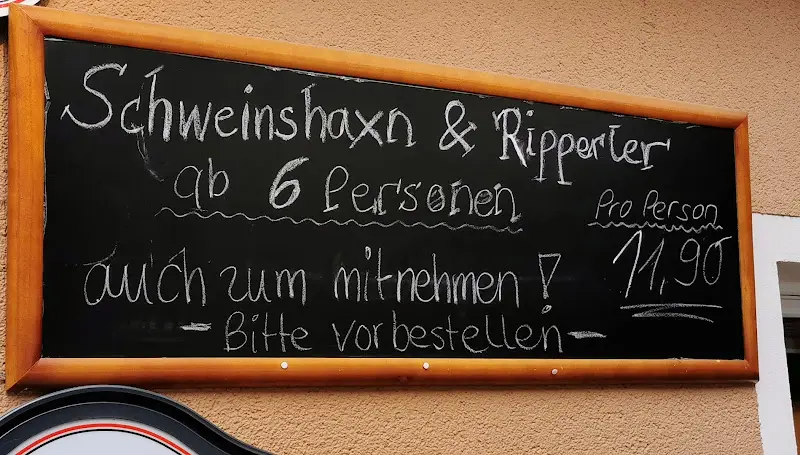 Schweinshaxn & Ripperler
ab 6 Personen
Pro Person
11,90
auch zum mitnehmen!
- Bitte vorbestellen -